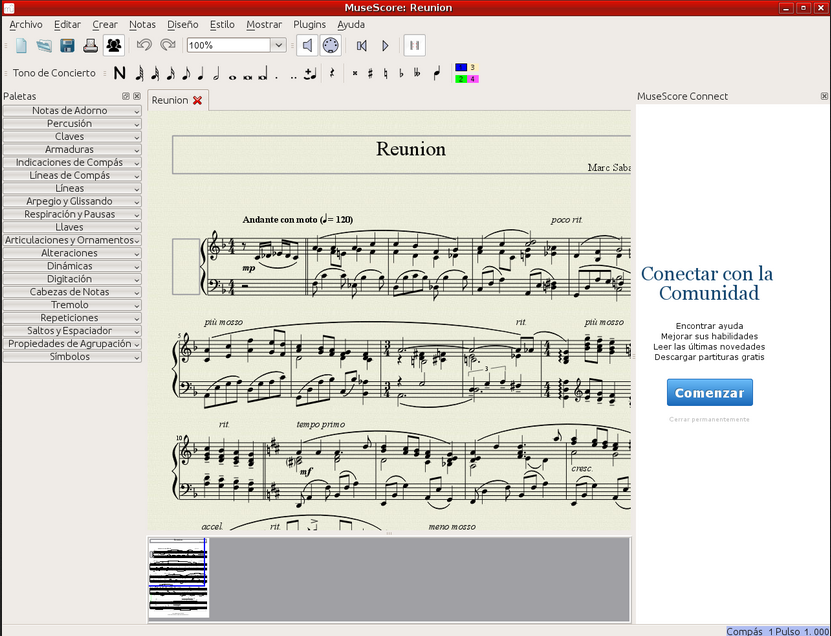 MuseScore: Reunion
Archivo Editar Crear Notas Diseño Estilo Mostrar Plugins Ayuda
100%
Tono de Concierto N
1 3
2 4
Paletas
Notas de Adorno
Percusión
Claves
Armaduras
Indicaciones de Compás
Líneas de Compás
Líneas
Arpegio y Glissando
Respiración y Pausas
Llaves
Articulaciones y Ornamentos
Alteraciones
Dinámicas
Digitación
Cabezas de Notas
Tremolo
Repeticiones
Saltos y Espaciador
Propiedades de Agrupación
Símbolos
Reunion
Reunion
Marc Saba
Andante con moto (♩= 120)
poco rit.
mp
5
più mosso
rit.
più mosso
3
10
rit.
tempo primo
mf
cresc.
accel.
rit.
meno mosso
MuseScore Connect
Conectar con la
Comunidad
Encontrar ayuda
Mejorar sus habilidades
Leer las últimas novedades
Descargar partituras gratis
Comenzar
Cerrar permanentemente
Compás 1 Pulso 1. 000